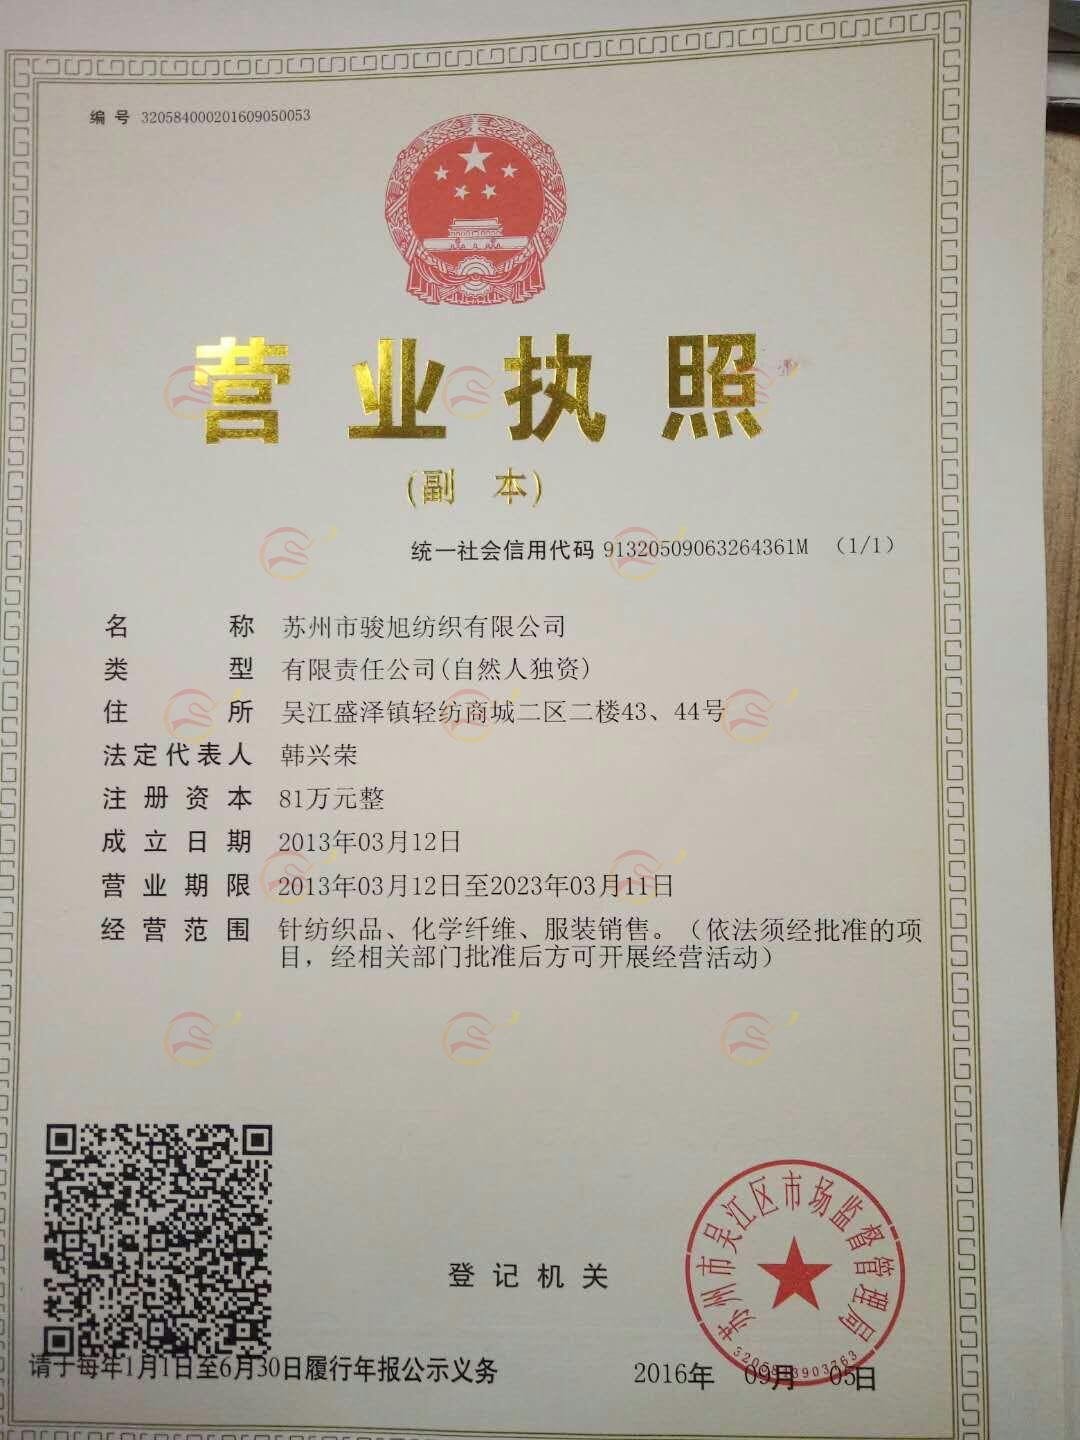 编 号 320584000201609050053
营业执照
(副 本)
统一社会信用代码 91320509063264361M （1/1）
名 称 苏州市骏旭纺织有限公司
类 型 有限责任公司(自然人独资)
住 所 吴江盛泽镇轻纺商城二区二楼43、44号
法定代表人 韩兴荣
注册资本 81万元整
成立日期 2013年03月12日
营业期限 2013年03月12日至2023年03月11日
经营范围 针纺织品、化学纤维、服装销售。（依法须经批准的项
目，经相关部门批准后方可开展经营活动）
登记机关
苏州市吴江区市场监督管理局
请于每年1月1日至6月30日履行年报公示义务
2016年 09月 05日